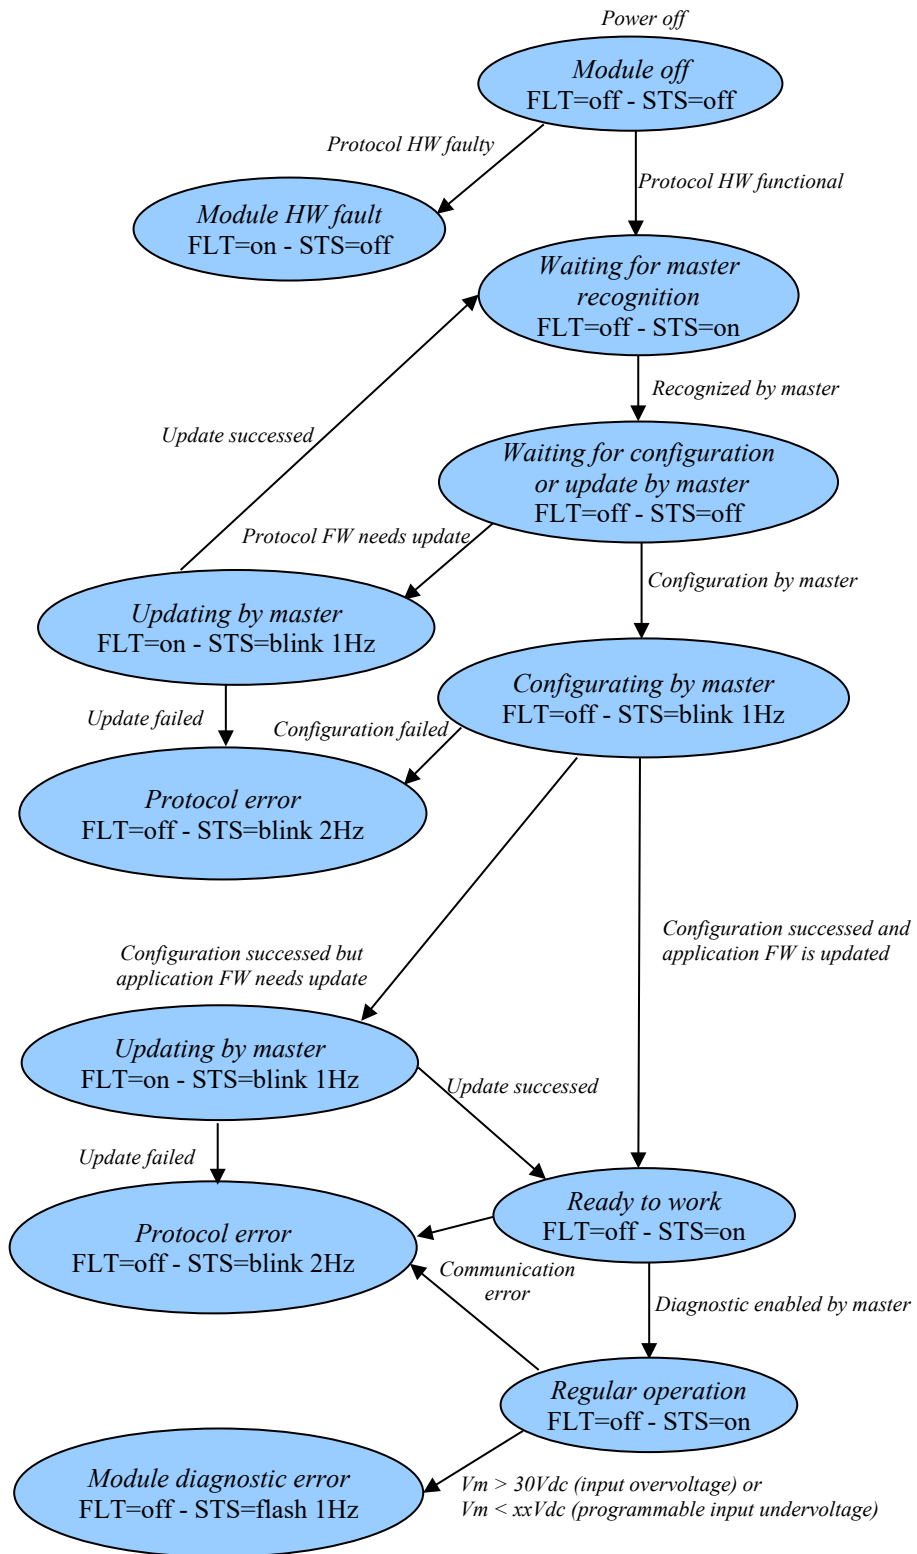 Power off
Module off
FLT=off - STS=off
Protocol HW faulty
Protocol HW functional
Module HW fault
FLT=on - STS=off
Waiting for master
recognition
FLT=off - STS=on
Recognized by master
Update successed
Waiting for configuration
or update by master
FLT=off - STS=off
Protocol FW needs update
Configuration by master
Updating by master
FLT=on - STS=blink 1Hz
Configurating by master
FLT=off - STS=blink 1Hz
Update failed
Configuration failed
Protocol error
FLT=off - STS=blink 2Hz
Configuration successed and
application FW is updated
Configuration successed but
application FW needs update
Updating by master
FLT=on - STS=blink 1Hz
Update successed
Update failed
Ready to work
FLT=off - STS=on
Protocol error
FLT=off - STS=blink 2Hz
Communication
error
Diagnostic enabled by master
Regular operation
FLT=off - STS=on
Module diagnostic error
FLT=off - STS=flash 1Hz
Vm > 30Vdc (input overvoltage) or
Vm < xxVdc (programmable input undervoltage)